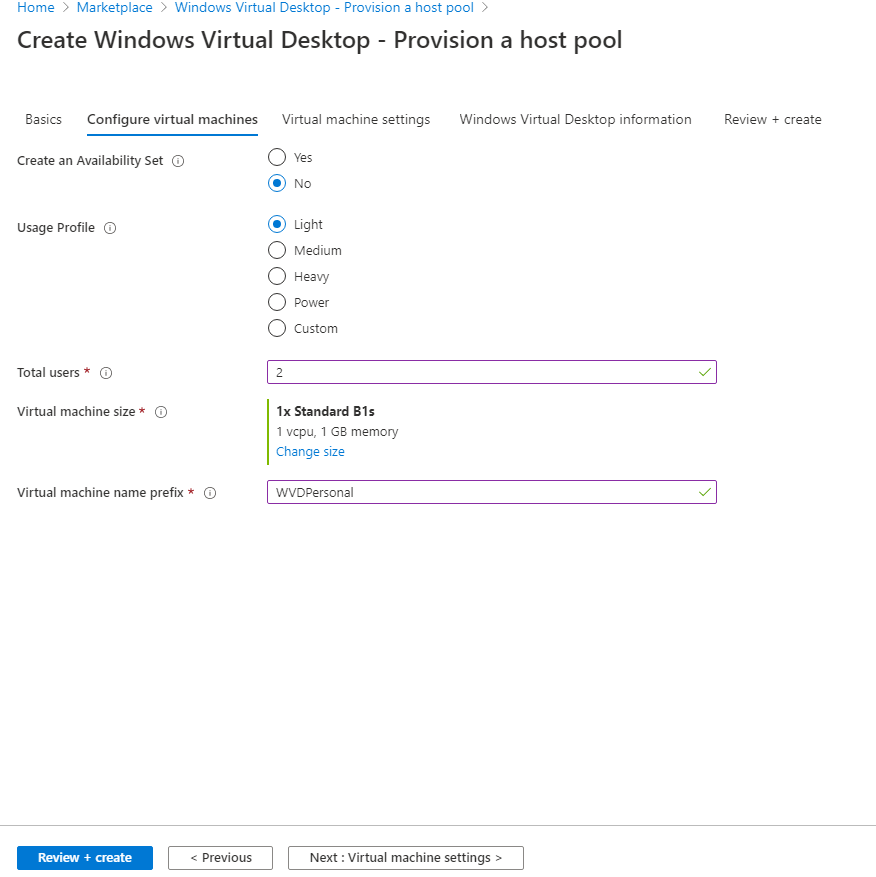 Home > Marketplace > Windows Virtual Desktop - Provision a host pool >
Create Windows Virtual Desktop - Provision a host pool
Basics Configure virtual machines Virtual machine settings Windows Virtual Desktop information Review + create
Create an Availability Set
Yes
No
Usage Profile
Light
Medium
Heavy
Power
Custom
Total users * 2
Virtual machine size * 1x Standard B1s
1 vcpu, 1 GB memory
Change size
Virtual machine name prefix * WVDPersonal
Review + create < Previous Next : Virtual machine settings >